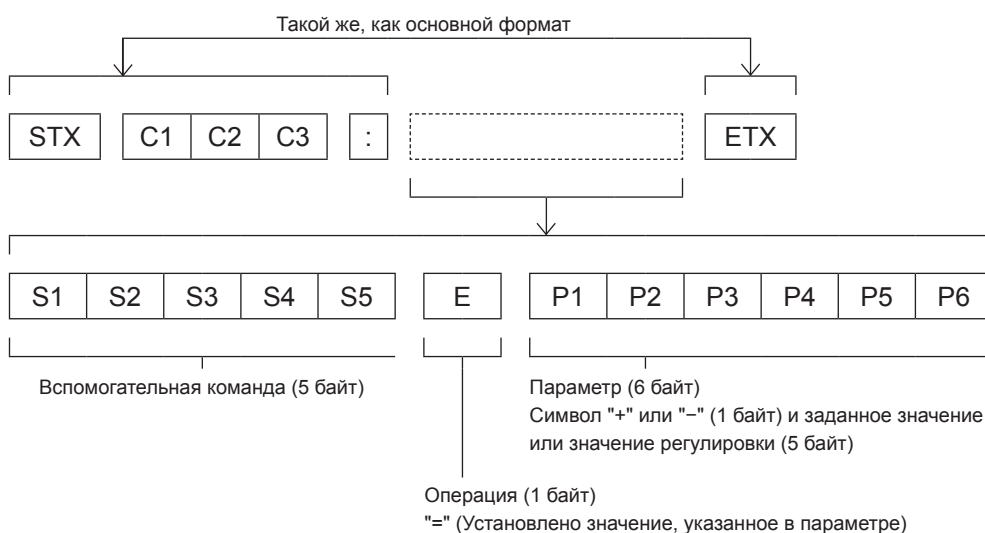 Такой же, как основной формат
STX C1 C2 C3 : ETX
S1 S2 S3 S4 S5 E P1 P2 P3 P4 P5 P6
Вспомогательная команда (5 байт)
Параметр (6 байт)
Символ "+" или "−" (1 байт) и заданное значение
или значение регулировки (5 байт)
Операция (1 байт)
"=" (Установлено значение, указанное в параметре)